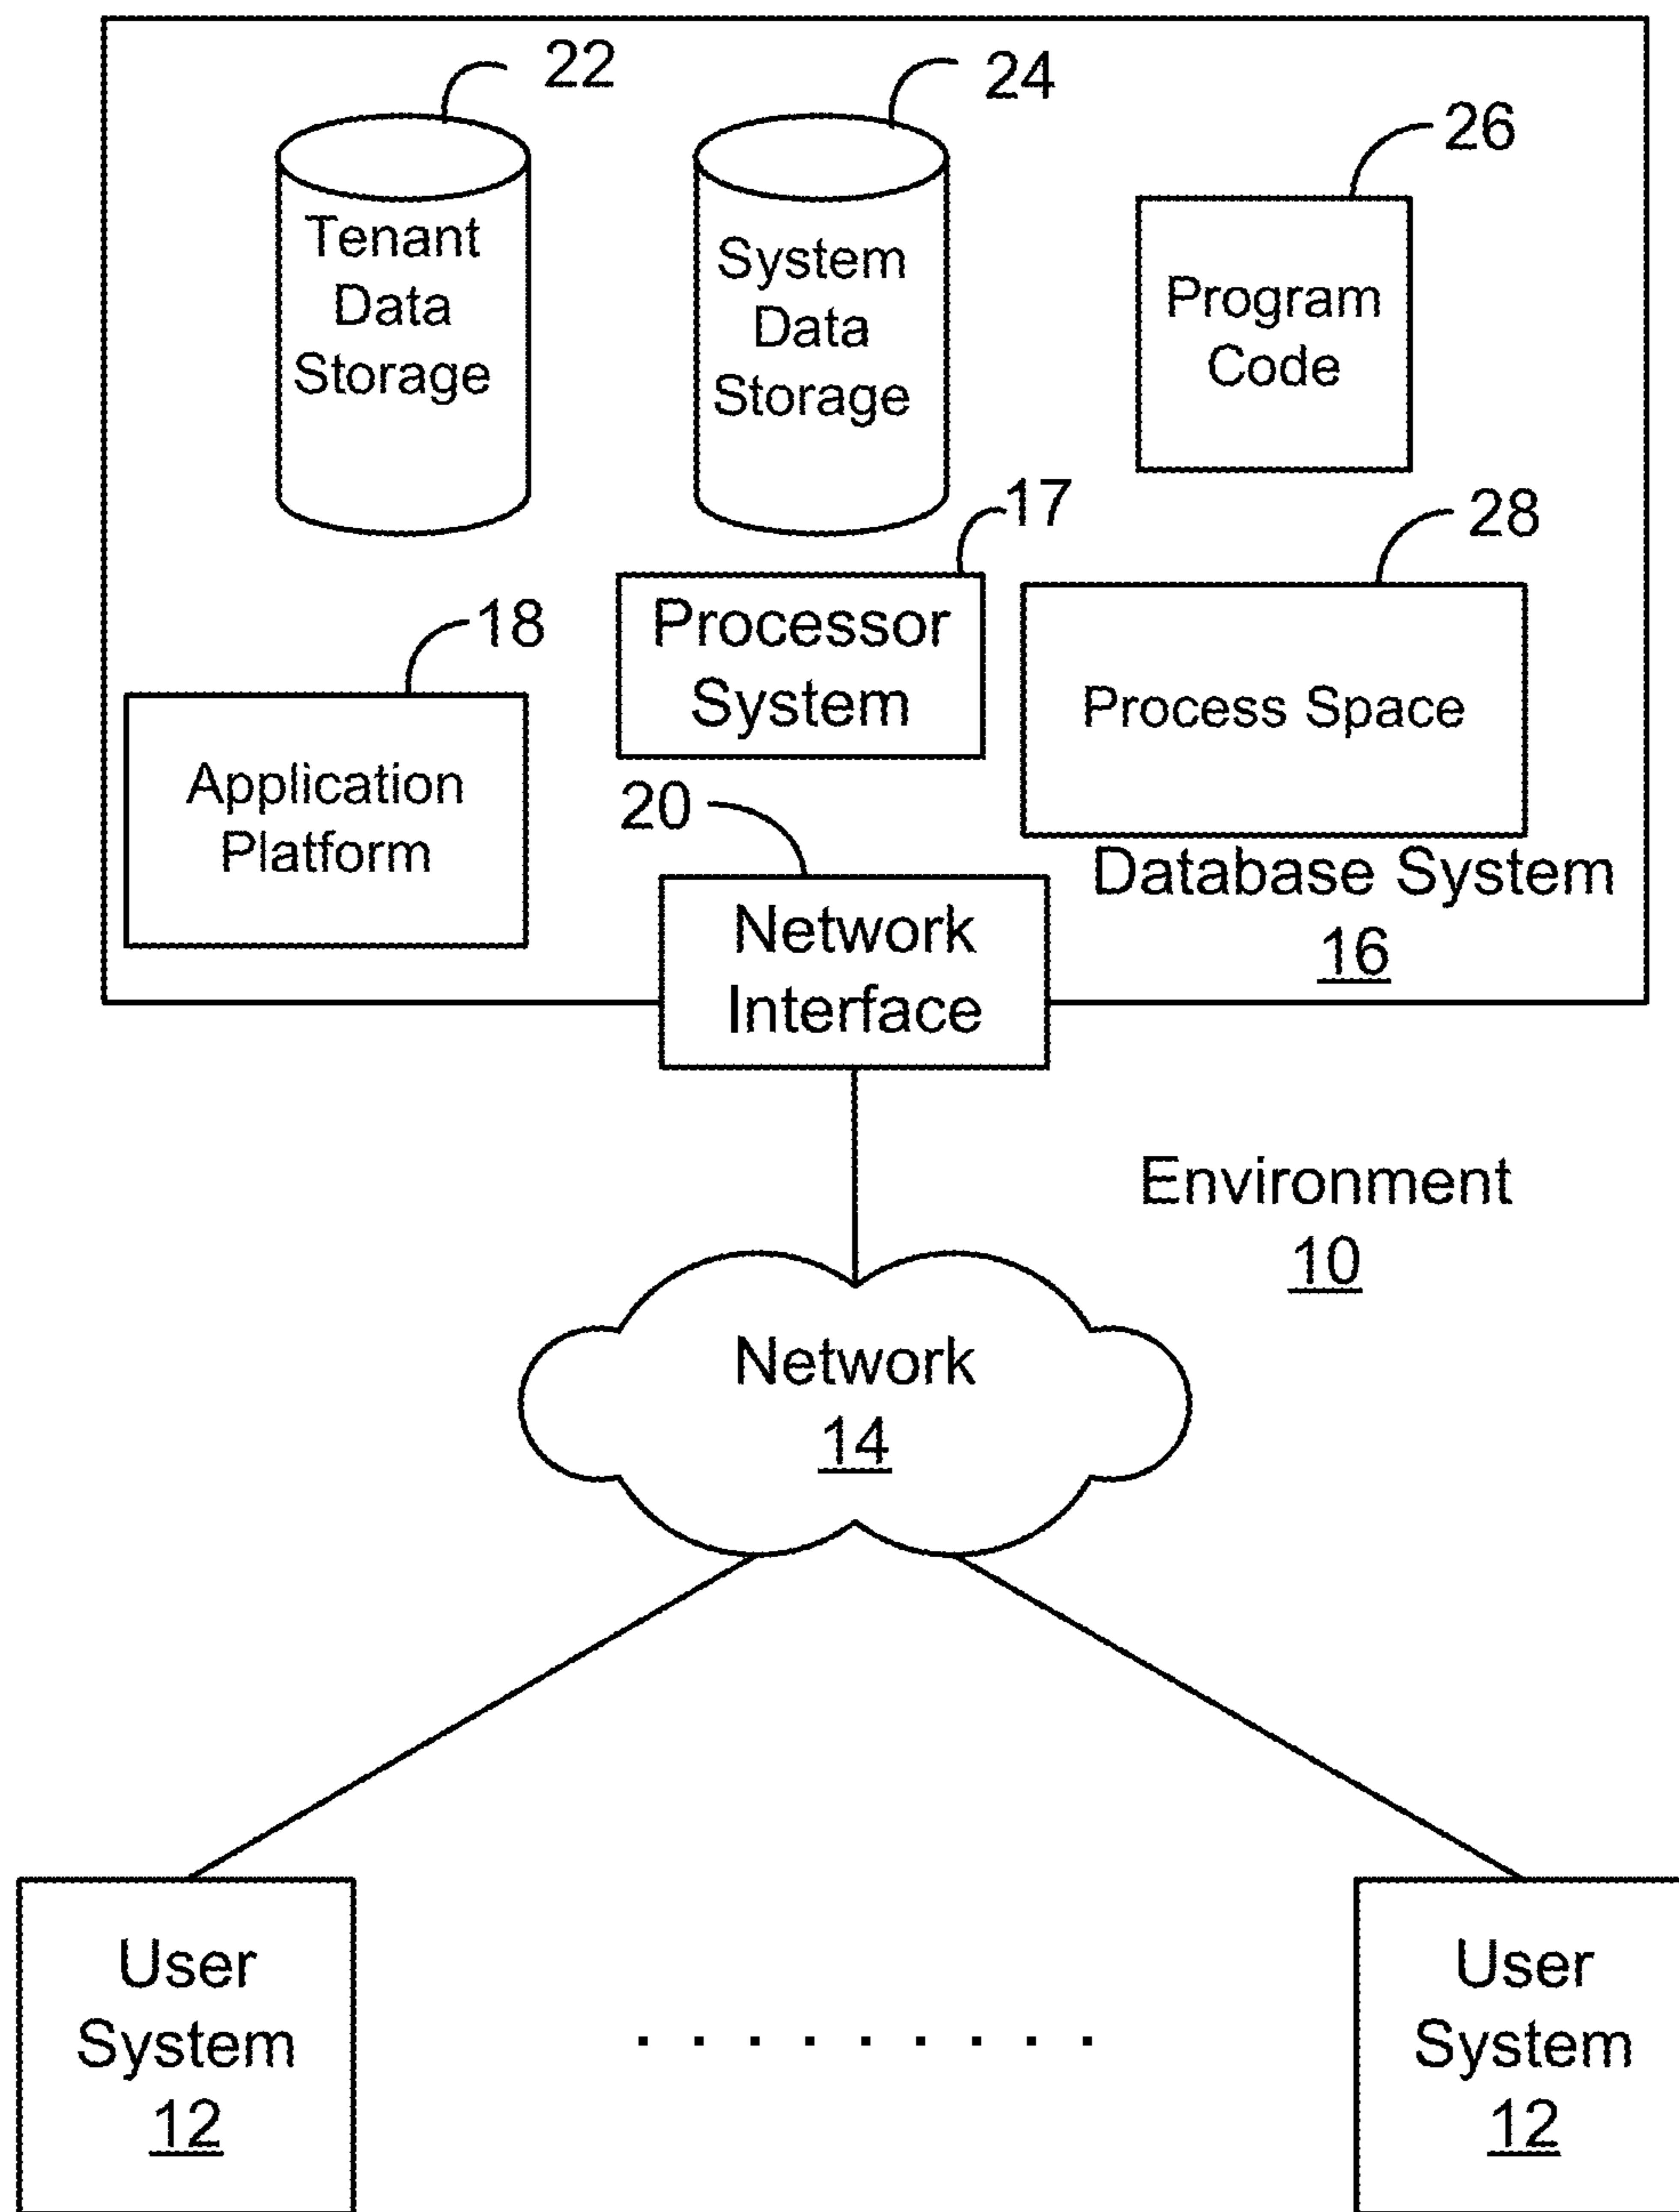 22
24
26
Tenant
Data
Storage
System
Data
Storage
Program
Code
17
28
18
Processor
System
Process Space
Application
Platform
20
Database System
16
Network
Interface
Environment
10
Network
14
User
System
12
. . . . . . . . .
User
System
12